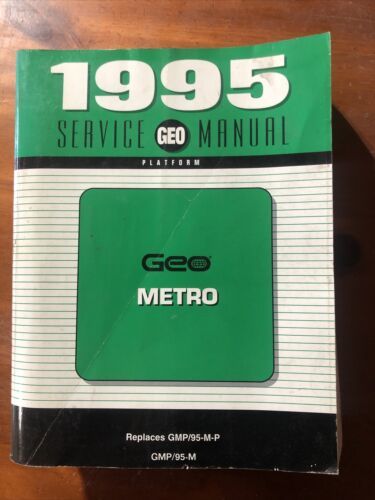 1995
SERVICE GEO MANUAL
PLATFORM
Geo
METRO
Replaces GMP/95-M-P
GMP/95-M